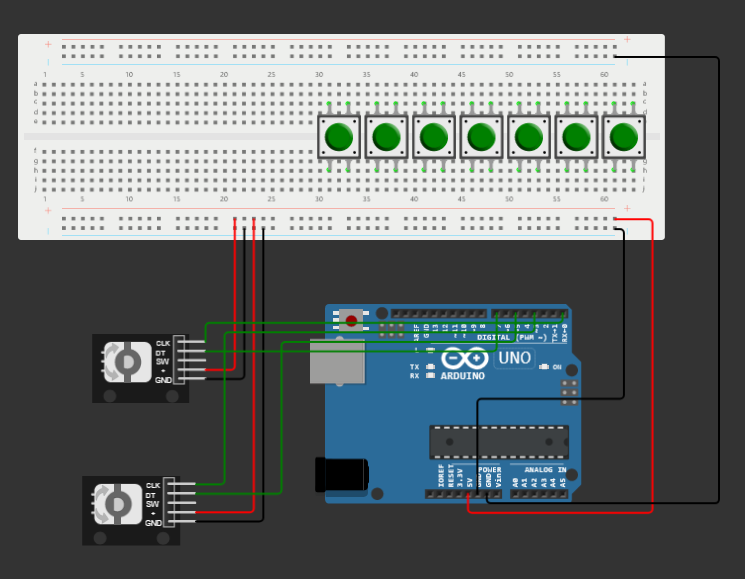 + +
1 5 10 15 20 25 30 35 40 45 50 55 60
a a
b b
c c
d d
e e
f f
g g
h h
i i
j j
1 5 10 15 20 25 30 35 40 45 50 55 60
+ +
CLK
DT
SW
+
GND
CLK
DT
SW
+
GND
AREF GND 13 12 ~11 ~10 ~9 8 7 ~6 ~5 4 ~3 2 TX→1 RX←0
DIGITAL (PWM ~)
UNO
TX
RX
ARDUINO
ON
POWER ANALOG IN
IOREF RESET 3.3V 5V GND GND Vin A0 A1 A2 A3 A4 A5